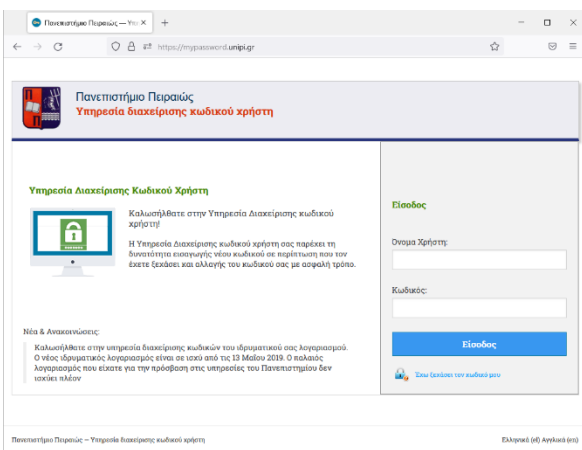 Πανεπιστήμιο Πειραιώς — Υπη
https://mypassword.unipi.gr
Πανεπιστήμιο Πειραιώς
Υπηρεσία διαχείρισης κωδικού χρήστη
Υπηρεσία Διαχείρισης Κωδικού Χρήστη
Καλωσήλθατε στην Υπηρεσία Διαχείρισης κωδικού
χρήστη!
Η Υπηρεσία Διαχείρισης κωδικού χρήστη σας παρέχει τη
δυνατότητα εισαγωγής νέου κωδικού σε περίπτωση που τον
έχετε ξεχάσει και αλλαγής του κωδικού σας με ασφαλή τρόπο.
Νέα & Ανακοινώσεις:
Καλωσήλθατε στην υπηρεσία διαχείρισης κωδικών του ιδρυματικού σας λογαριασμού.
Ο νέος ιδρυματικός λογαριασμός είναι σε ισχύ από τις 13 Μαΐου 2019. Ο παλαιός
λογαριασμός που είχατε για την πρόσβαση στις υπηρεσίες του Πανεπιστημίου δεν
ισχύει πλέον
Είσοδος
Όνομα Χρήστη:
Κωδικός:
Είσοδος
Έχω ξεχάσει τον κωδικό μου
Πανεπιστήμιο Πειραιώς — Υπηρεσία διαχείρισης κωδικού χρήστη
Ελληνικά (el) Αγγλικά (en)